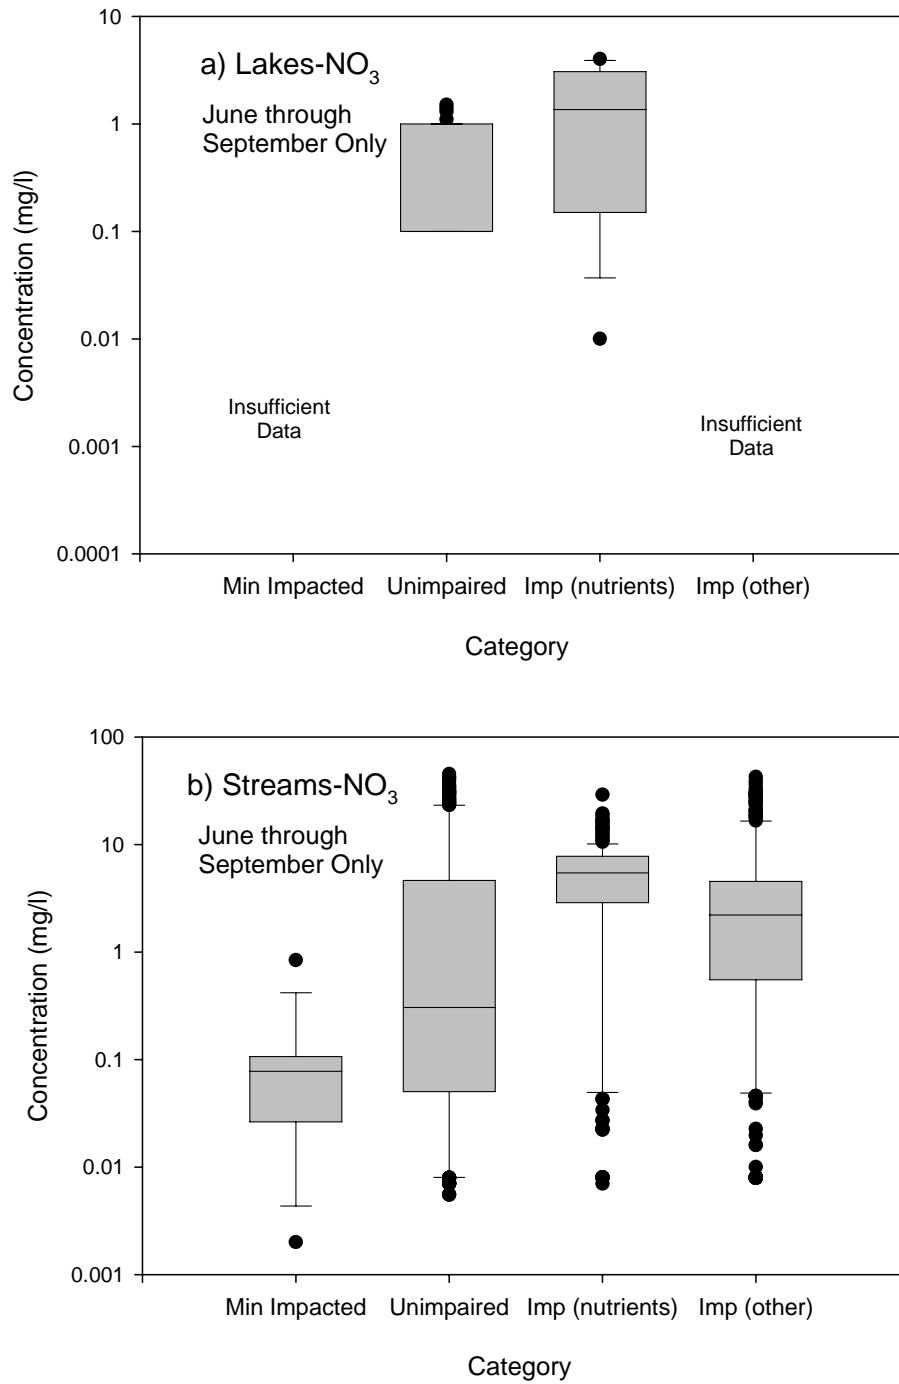 10
a) Lakes-NO3
June through
September Only
1
0.1
0.01
0.001
0.0001
Concentration (mg/l)
Insufficient
Data
Insufficient
Data
Min Impacted Unimpaired Imp (nutrients) Imp (other)
Category
100
b) Streams-NO3
June through
September Only
10
1
0.1
0.01
0.001
Concentration (mg/l)
Min Impacted Unimpaired Imp (nutrients) Imp (other)
Category